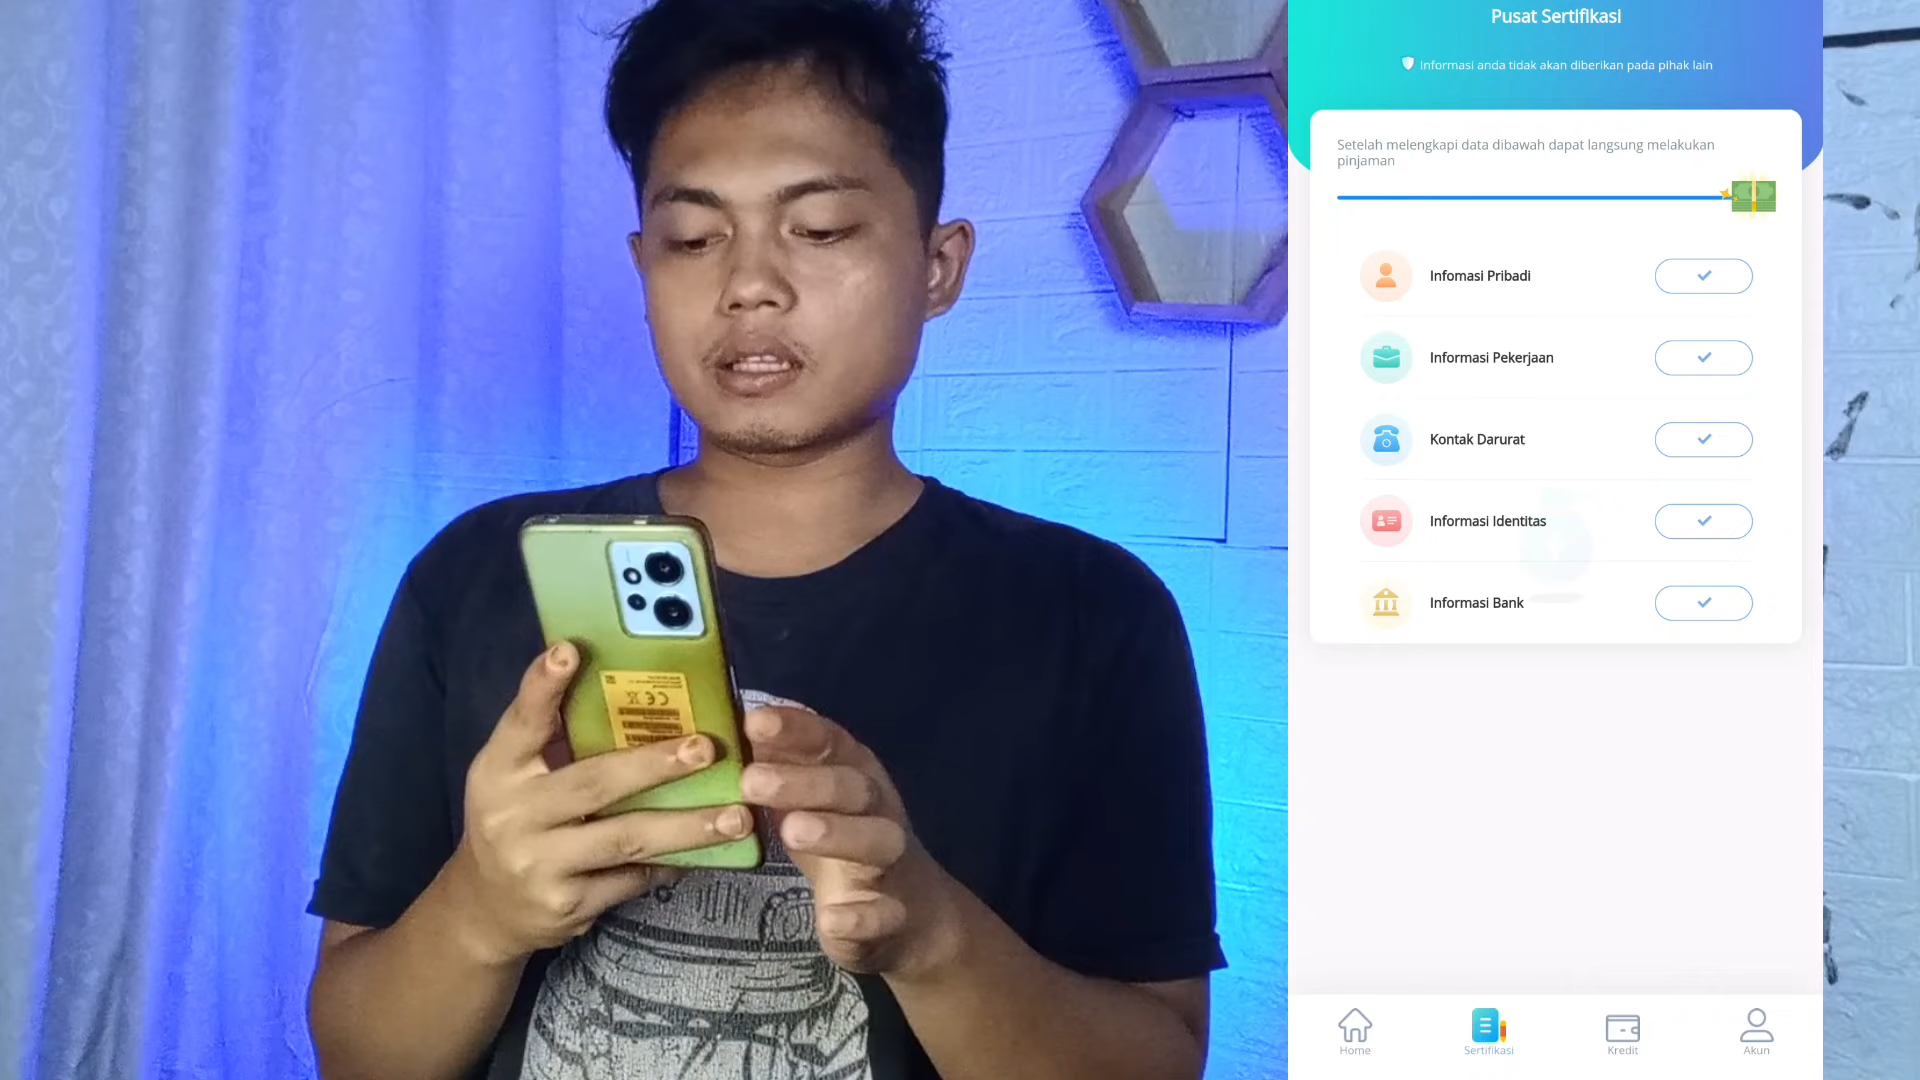 Pusat Sertifikasi
Informasi anda tidak akan diberikan pada pihak lain
Setelah melengkapi data dibawah dapat langsung melakukan
pinjaman
Infomasi Pribadi
Informasi Pekerjaan
Kontak Darurat
Informasi Identitas
Informasi Bank
Home
Sertifikasi
Kredit
Akun
CE